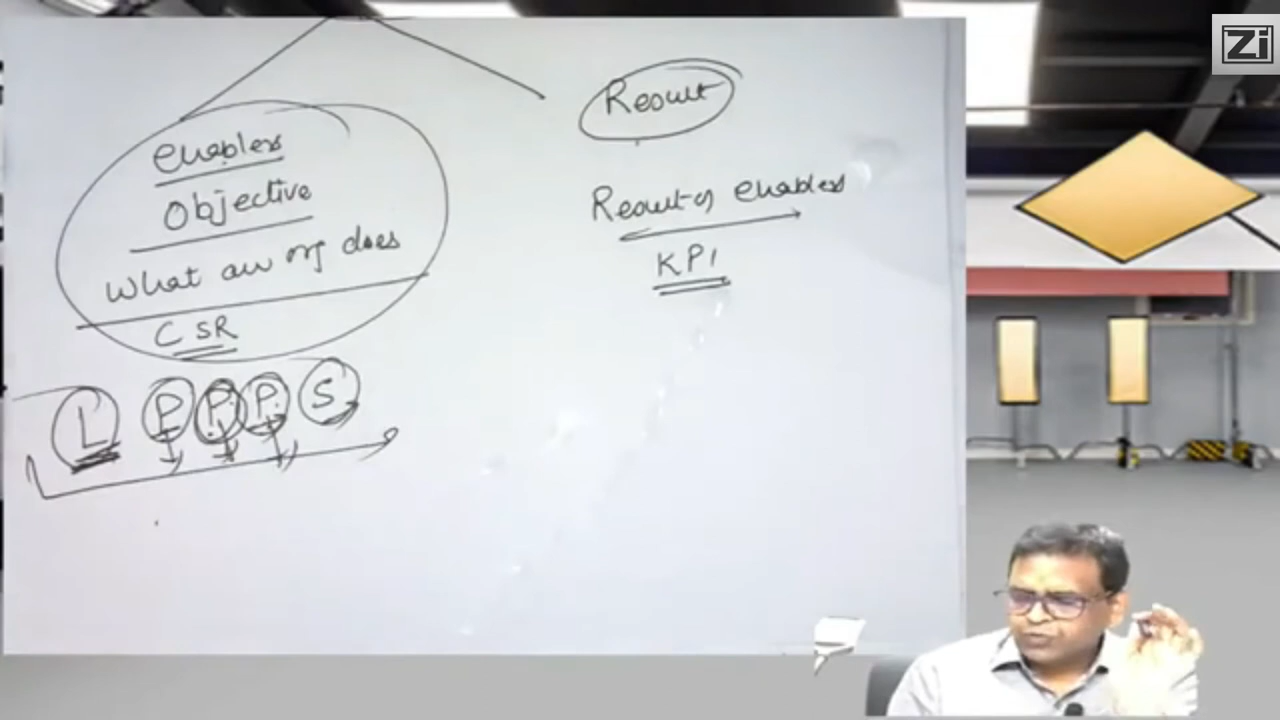 enablers
Objective
What an org does
CSR
L P P P S
Result
Result of enablers
KPI
Zi